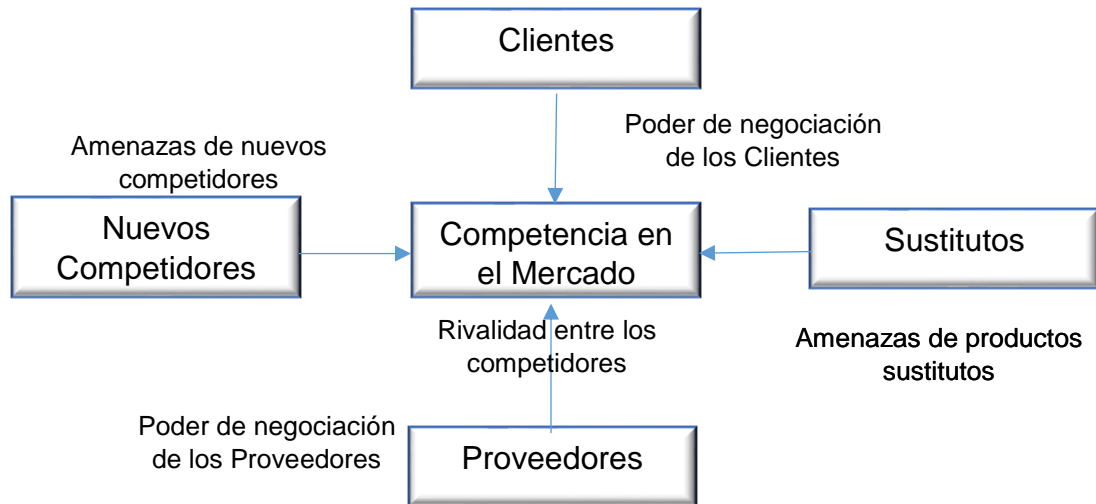 Clientes
Poder de negociación
de los Clientes
Amenazas de nuevos
competidores
Nuevos
Competidores
Competencia en
el Mercado
Sustitutos
Rivalidad entre los
competidores
Amenazas de productos
sustitutos
Poder de negociación
de los Proveedores
Proveedores